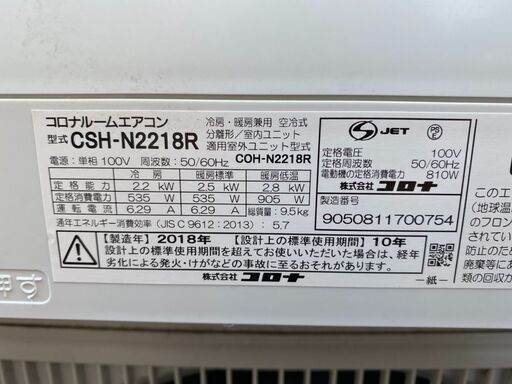 コロナルームエアコン
型式 CSH-N2218R
冷房・暖房兼用 空冷式
分離形/室内ユニット
適用室外ユニット型式
COH-N2218R
電源:単相100V 周波数:50/60Hz
冷房 暖房標準 暖房低温
定格能力 2.2 kW 2.5 kW 2.8 kW
定格消費電力 535 W 535 W 905 W
運転電流 6.29 A 6.29 A 総質量:9.5kg
通年エネルギー消費効率(JIS C 9612:2013):5.7
【製造年】2018年 【設計上の標準使用期間】10年
設計上の標準使用期間を超えてお使いいただいた場合は、経年
劣化による発火・けがなどの事故に至るおそれがあります。
株式会社コロナ
JET
PS
E
定格電圧 100V
定格周波数 50/60Hz
電動機の定格消費電力 810W
株式会社コロナ
製造番号
9050811700754
このエ
(地球温
のフロン
されてい
防止のた
廃棄等に
類の回収が
―紙―
押す